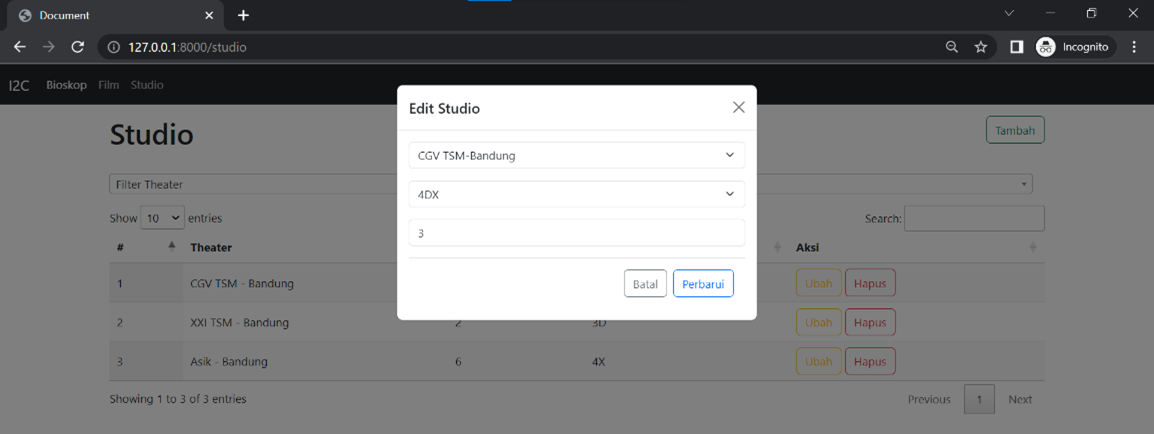 Document
127.0.0.1:8000/studio
Incognito
I2C Bioskop Film Studio
Edit Studio
Studio
Tambah
CGV TSM-Bandung
Filter Theater
4DX
Show 10 entries
Search:
3
# Theater Aksi
1 CGV TSM - Bandung Ubah Hapus
Batal Perbarui
2 XXI TSM - Bandung 2 3D Ubah Hapus
3 Asik - Bandung 6 4X Ubah Hapus
Showing 1 to 3 of 3 entries
Previous 1 Next